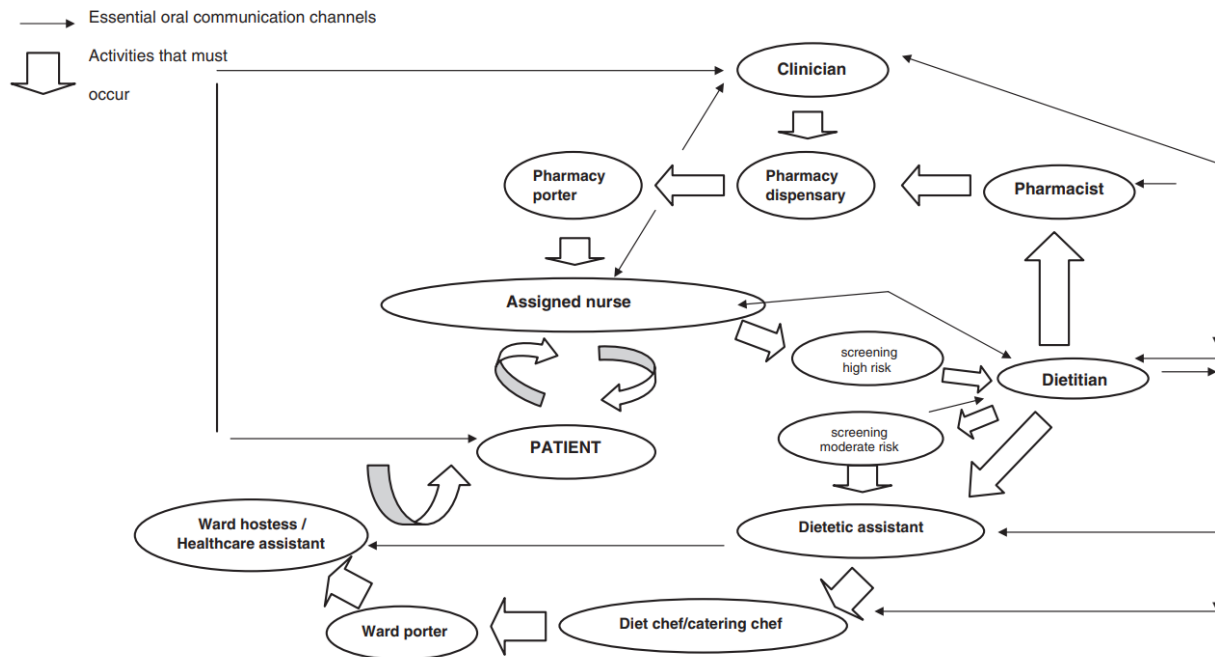 Essential oral communication channels
Activities that must
occur
Clinician
Pharmacy
porter
Pharmacy
dispensary
Pharmacist
Assigned nurse
screening
high risk
Dietitian
screening
moderate risk
PATIENT
Ward hostess /
Healthcare assistant
Dietetic assistant
Diet chef/catering chef
Ward porter